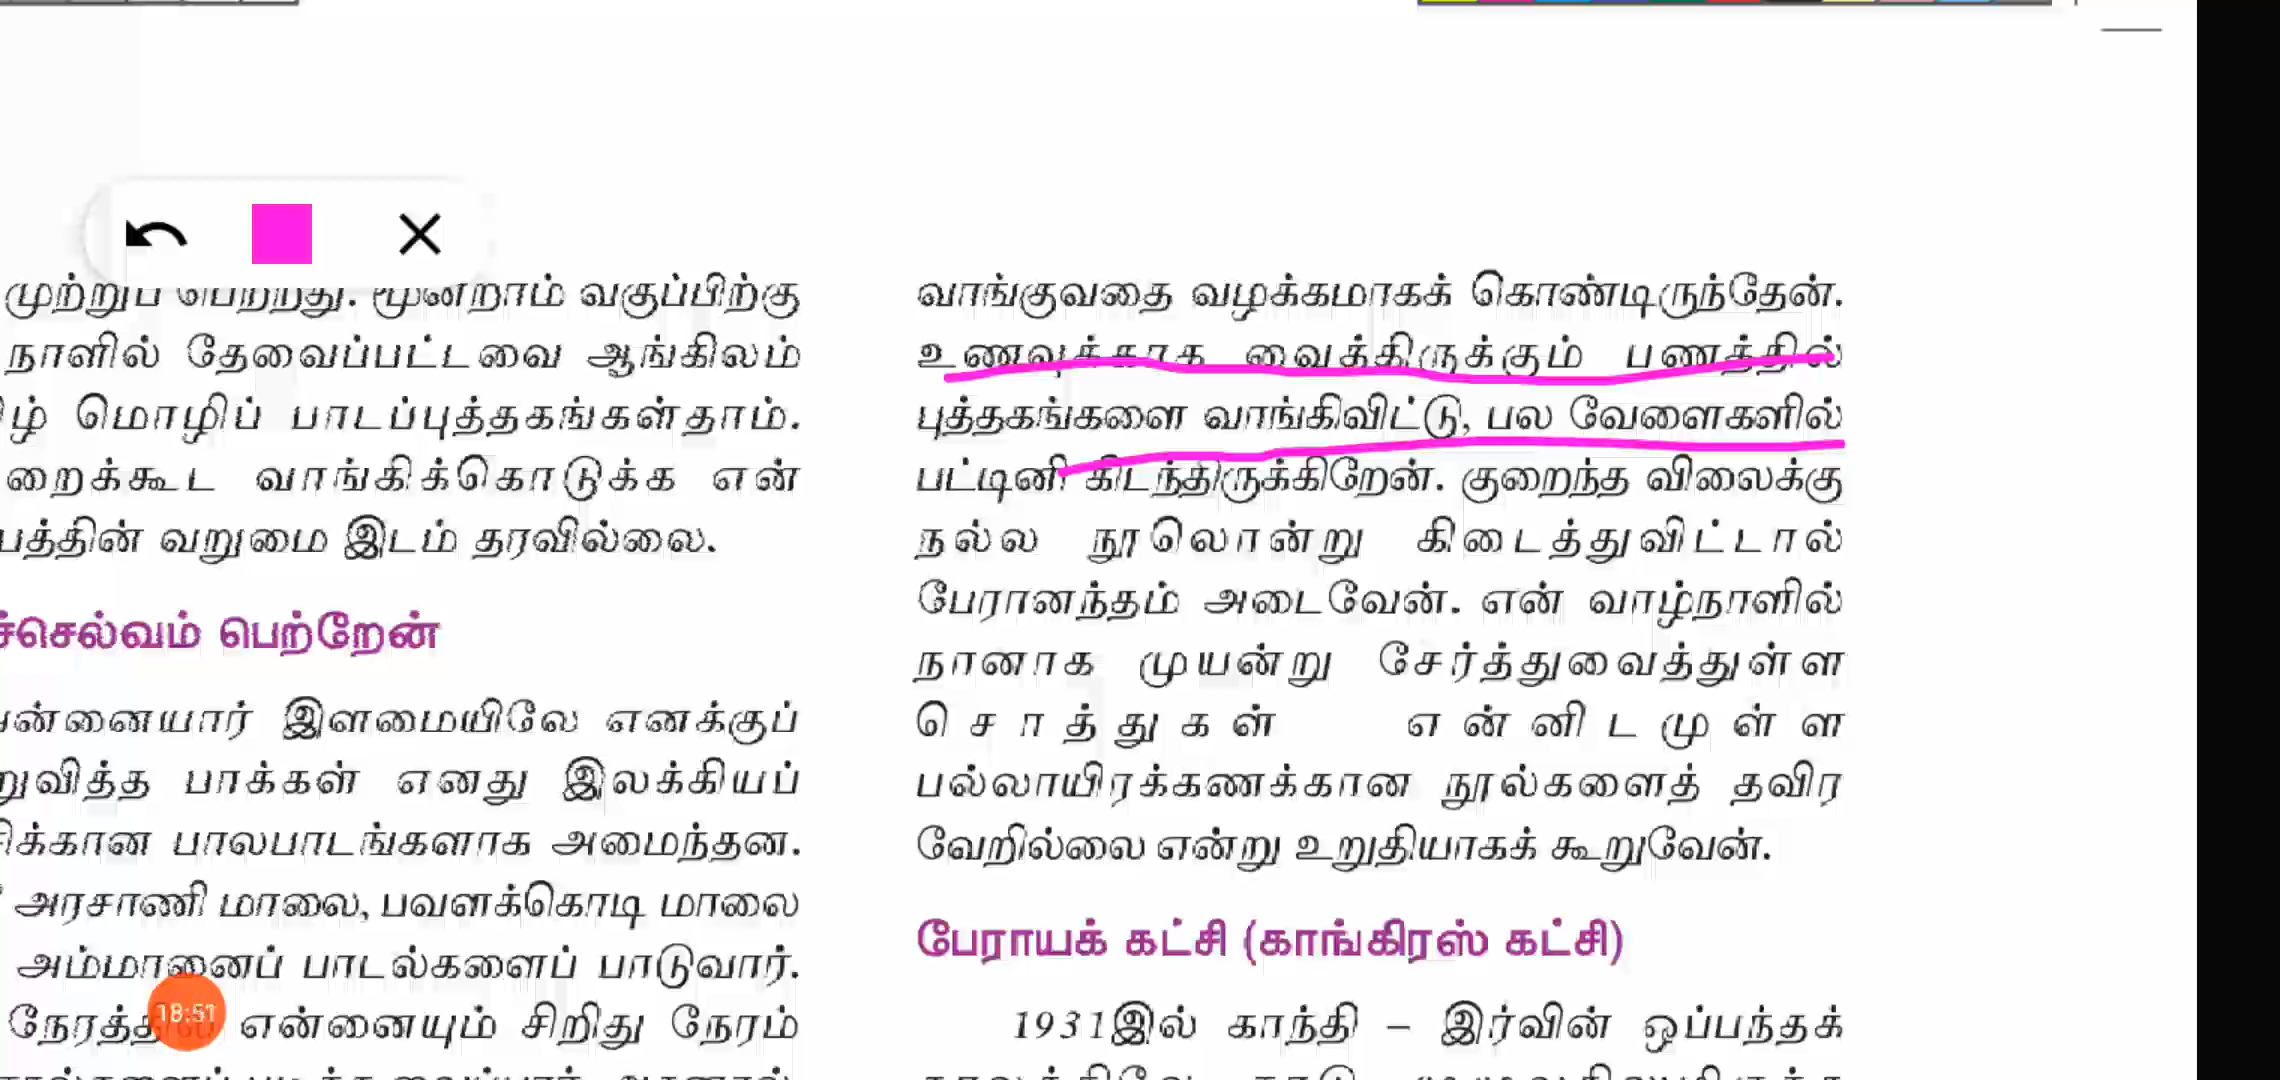 முற்றுப் பெற்றது. மூன்றாம் வகுப்பிற்கு
நாளில் தேவைப்பட்டவை ஆங்கிலம்
மொழிப் பாடப்புத்தகங்கள்தாம்.
வாங்கிக்கொடுக்க என்
வறுமை இடம் தரவில்லை.
பெற்றேன்
இளமையிலே எனக்குப்
பாக்கள் எனது இலக்கியப்
பாலபாடங்களாக அமைந்தன.
அரசாணி மாலை, பவளக்கொடி மாலை
அம்மானைப் பாடல்களைப் பாடுவார்.
நேரத்தில் என்னையும் சிறிது நேரம்
18:51
வாங்குவதை வழக்கமாகக் கொண்டிருந்தேன்.
உணவுக்காக வைத்திருக்கும் பணத்தில்
புத்தகங்களை வாங்கிவிட்டு, பல வேளைகளில்
பட்டினி கிடந்திருக்கிறேன். குறைந்த விலைக்கு
நல்ல நூலொன்று கிடைத்துவிட்டால்
பேரானந்தம் அடைவேன். என் வாழ்நாளில்
நானாக முயன்று சேர்த்துவைத்துள்ள
சொத்துகள் என்னிடமுள்ள
பல்லாயிரக்கணக்கான நூல்களைத் தவிர
வேறில்லை என்று உறுதியாகக் கூறுவேன்.
பேராயக் கட்சி (காங்கிரஸ் கட்சி)
1931இல் காந்தி – இர்வின் ஒப்பந்தக்